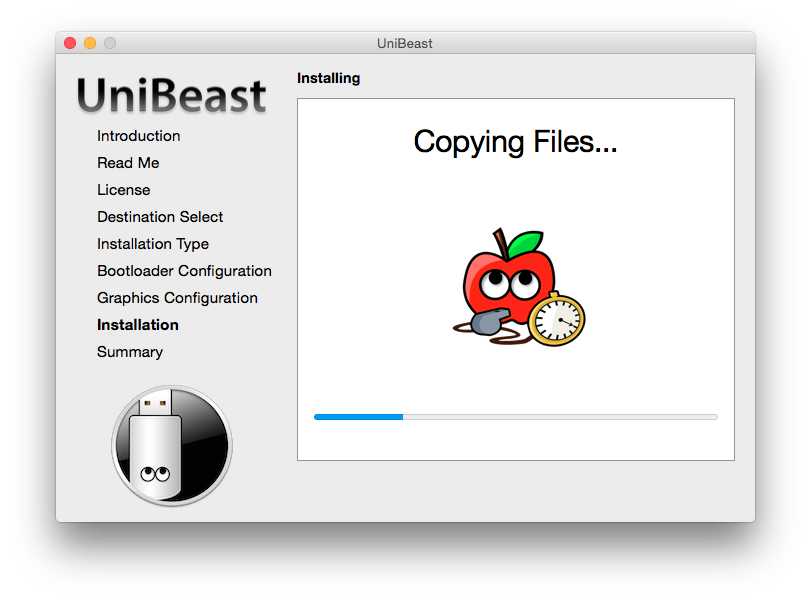 UniBeast
UniBeast
Installing
Introduction
Read Me
License
Destination Select
Installation Type
Bootloader Configuration
Graphics Configuration
Installation
Summary
Copying Files...